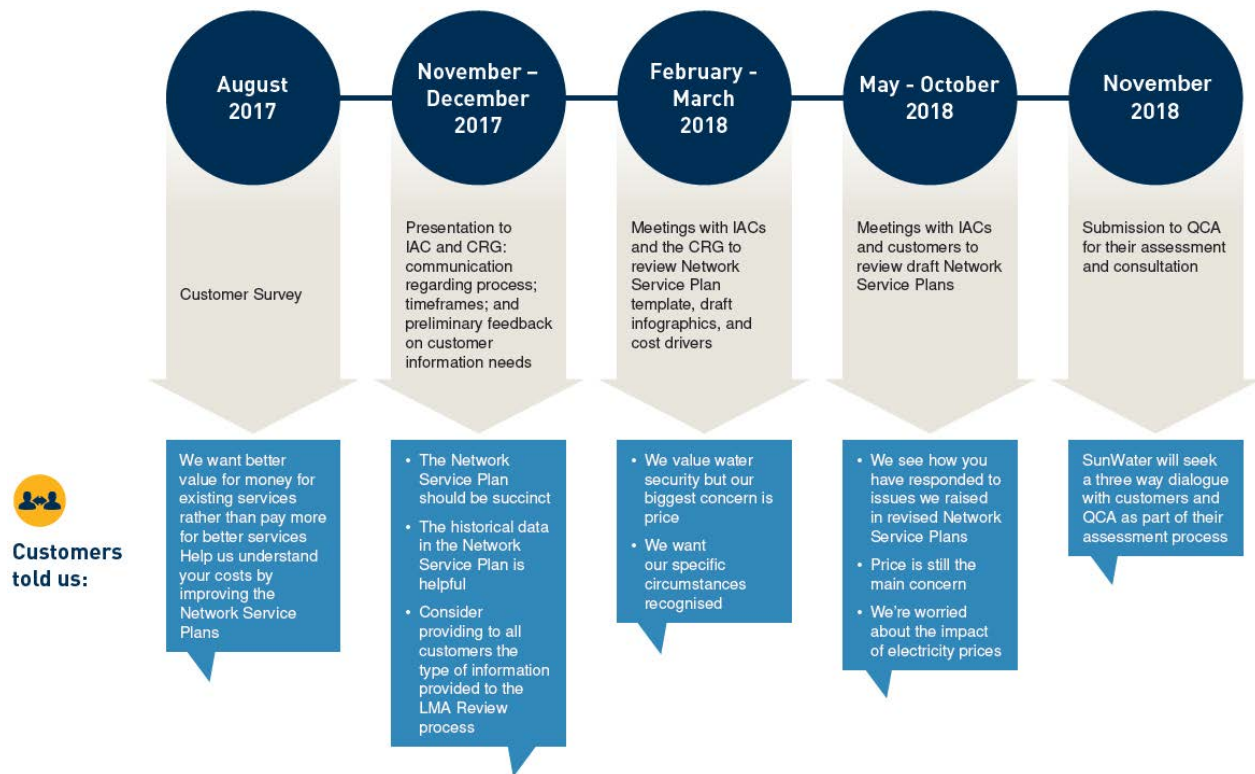 August
2017
November –
December
2017
February -
March
2018
May - October
2018
November
2018
Customer Survey
Presentation to
IAC and CRG:
communication
regarding process;
timeframes; and
preliminary feedback
on customer
information needs
Meetings with IACs
and the CRG to
review Network
Service Plan
template, draft
infographics, and
cost drivers
Meetings with IACs
and customers to
review draft Network
Service Plans
Submission to QCA
for their assessment
and consultation
Customers
told us:
We want better
value for money for
existing services
rather than pay more
for better services
Help us understand
your costs by
improving the
Network Service
Plans
• The Network
Service Plan
should be succinct
• The historical data
in the Network
Service Plan is
helpful
• Consider
providing to all
customers the
type of information
provided to the
LMA Review
process
• We value water
security but our
biggest concern is
price
• We want
our specific
circumstances
recognised
• We see how you
have responded to
issues we raised
in revised Network
Service Plans
• Price is still the
main concern
• We’re worried
about the impact
of electricity prices
SunWater will seek
a three way dialogue
with customers and
QCA as part of their
assessment process